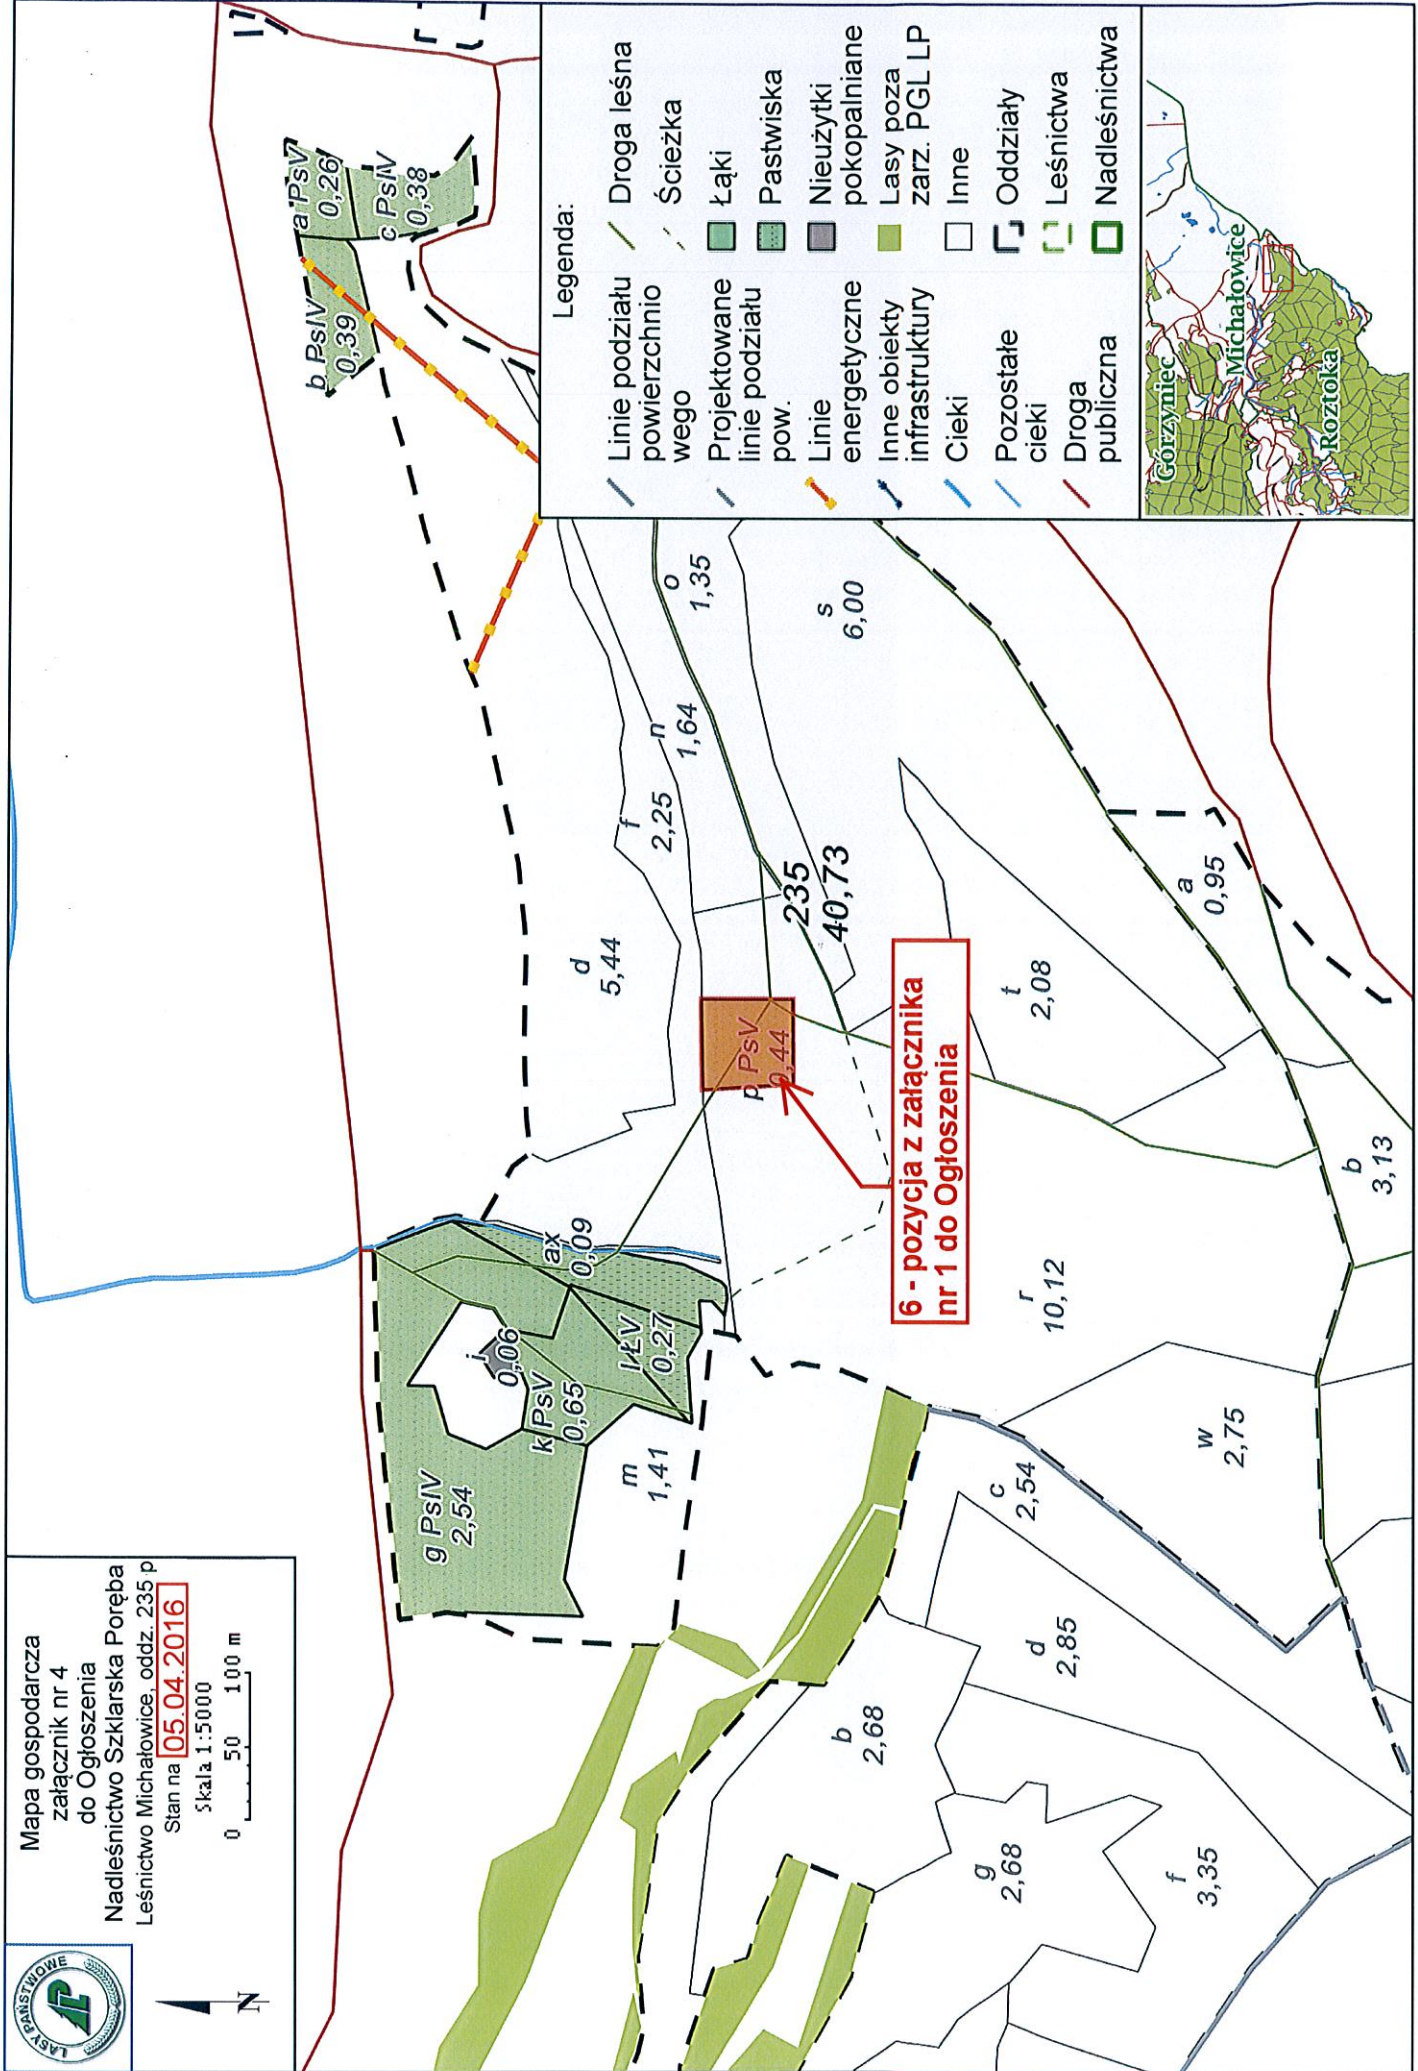 LASY PAŃSTWOWE
LP
N
Mapa gospodarcza
załącznik nr 4
do Ogłoszenia
Nadleśnictwo Szklarska Poręba
Leśnictwo Michałowice, oddz. 235 p
Stan na 05.04.2016
Skala 1:5000
0 50 100 m
g PsIV
2,54
i
0,06
k PsV
0,65
l ŁV
0,27
ax
0,09
m
1,41
d
5,44
f
2,25
n
1,64
o
1,35
s
6,00
p PsV
0,44
235
40,73
6 - pozycja z załącznika
nr 1 do Ogłoszenia
t
2,08
r
10,12
a
0,95
b
3,13
w
2,75
c
2,54
d
2,85
b
2,68
g
2,68
f
3,35
b PsIV
0,39
a PsV
0,26
c PsIV
0,38
Legenda:
Linie podziału
powierzchnio
wego
Projektowane
linie podziału
pow.
Linie
energetyczne
Inne obiekty
infrastruktury
Cieki
Pozostałe
cieki
Droga
publiczna
Droga leśna
Ścieżka
Łąki
Pastwiska
Nieużytki
pokopalniane
Lasy poza
zarz. PGL LP
Inne
Oddziały
Leśnictwa
Nadleśnictwa
Górzyniec
Michałowice
Roztoka